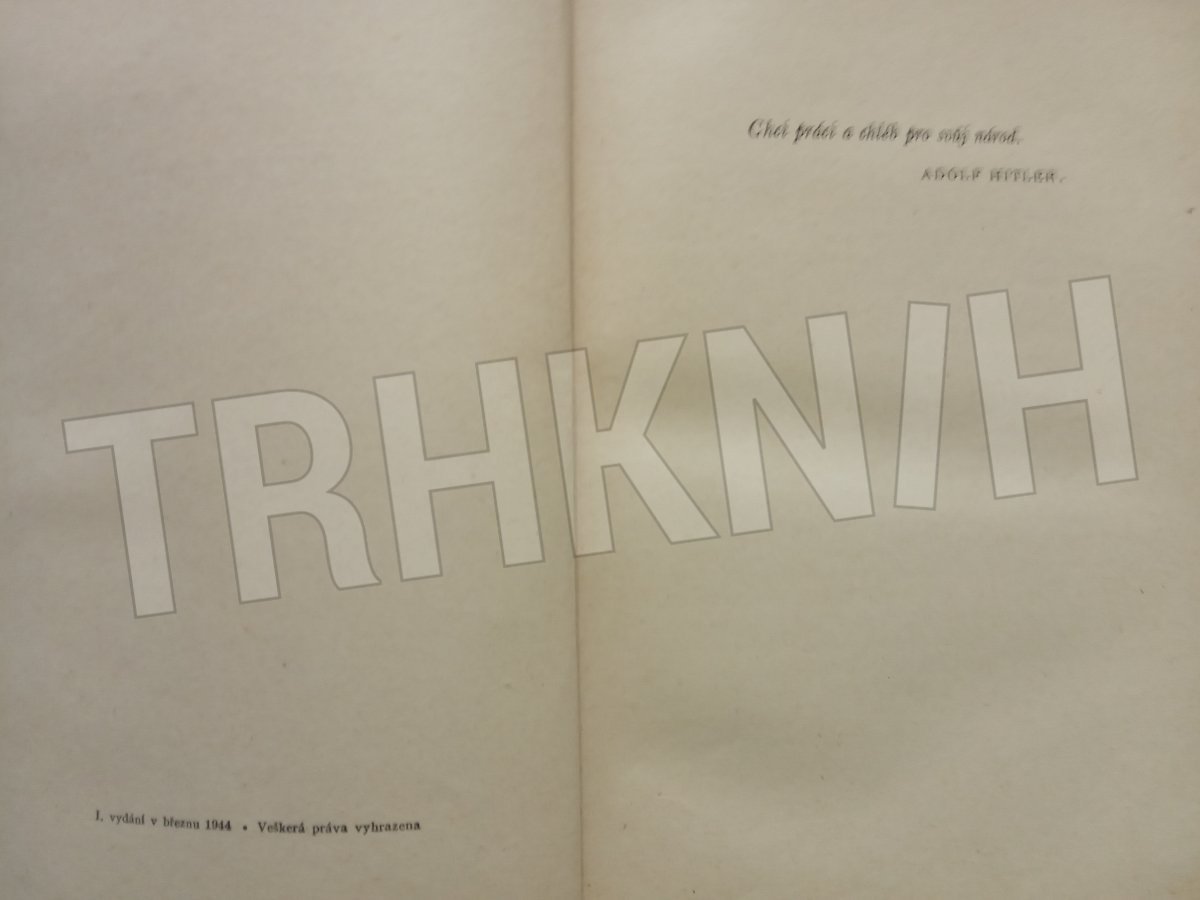 I. vydání v březnu 1944 • Veškerá práva vyhrazena
Chci práci a chléb pro svůj národ.
ADOLF HITLER.
TRHKNIH